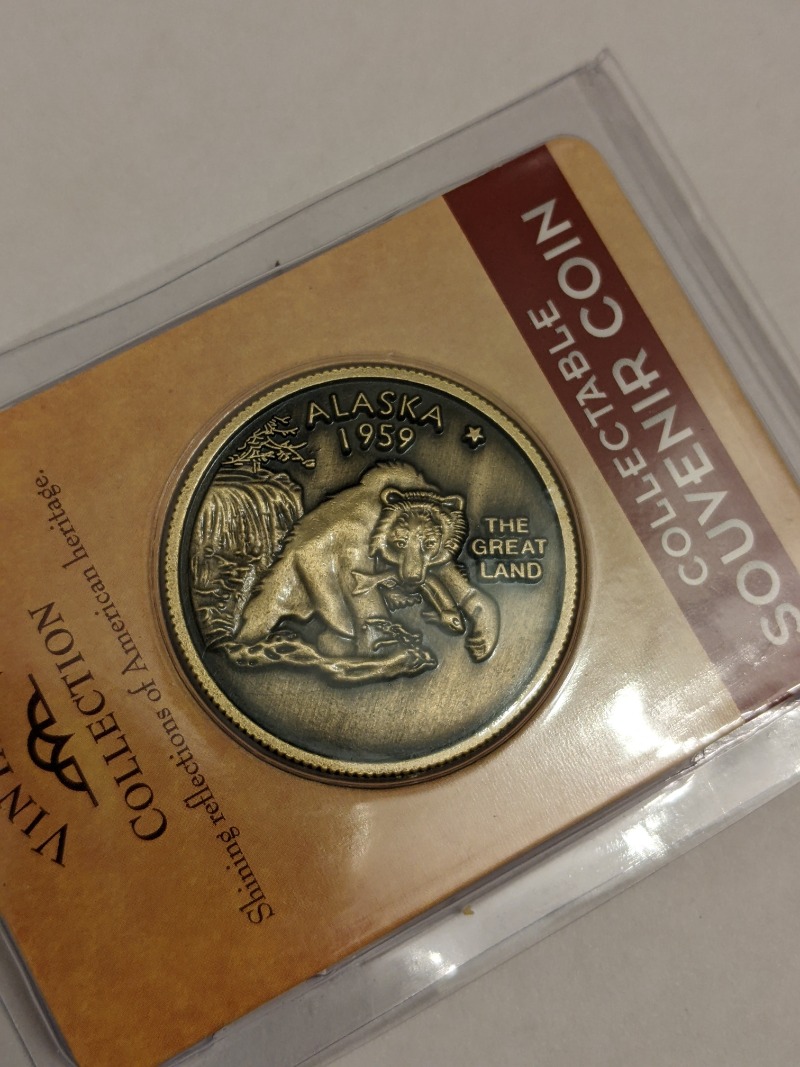 COLLECTABLE
SOUVENIR COIN
ALASKA
1959
THE
GREAT
LAND
COLLECTION
Shining reflections of American heritage.